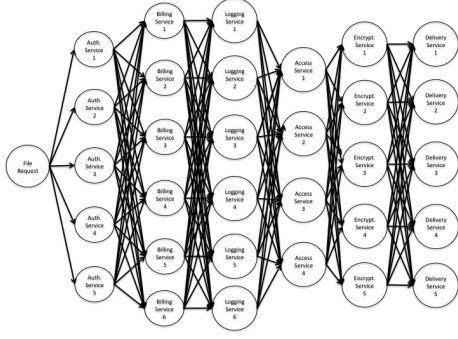 File
Request
Auth.
Service
1
Auth.
Service
2
Auth.
Service
3
Auth.
Service
4
Auth.
Service
5
Billing
Service
1
Billing
Service
2
Billing
Service
3
Billing
Service
4
Billing
Service
5
Billing
Service
6
Logging
Service
1
Logging
Service
2
Logging
Service
3
Logging
Service
4
Logging
Service
5
Logging
Service
6
Access
Service
1
Access
Service
2
Access
Service
3
Access
Service
4
Encrypt.
Service
1
Encrypt.
Service
2
Encrypt.
Service
3
Encrypt.
Service
4
Encrypt.
Service
5
Delivery
Service
1
Delivery
Service
2
Delivery
Service
3
Delivery
Service
4
Delivery
Service
5